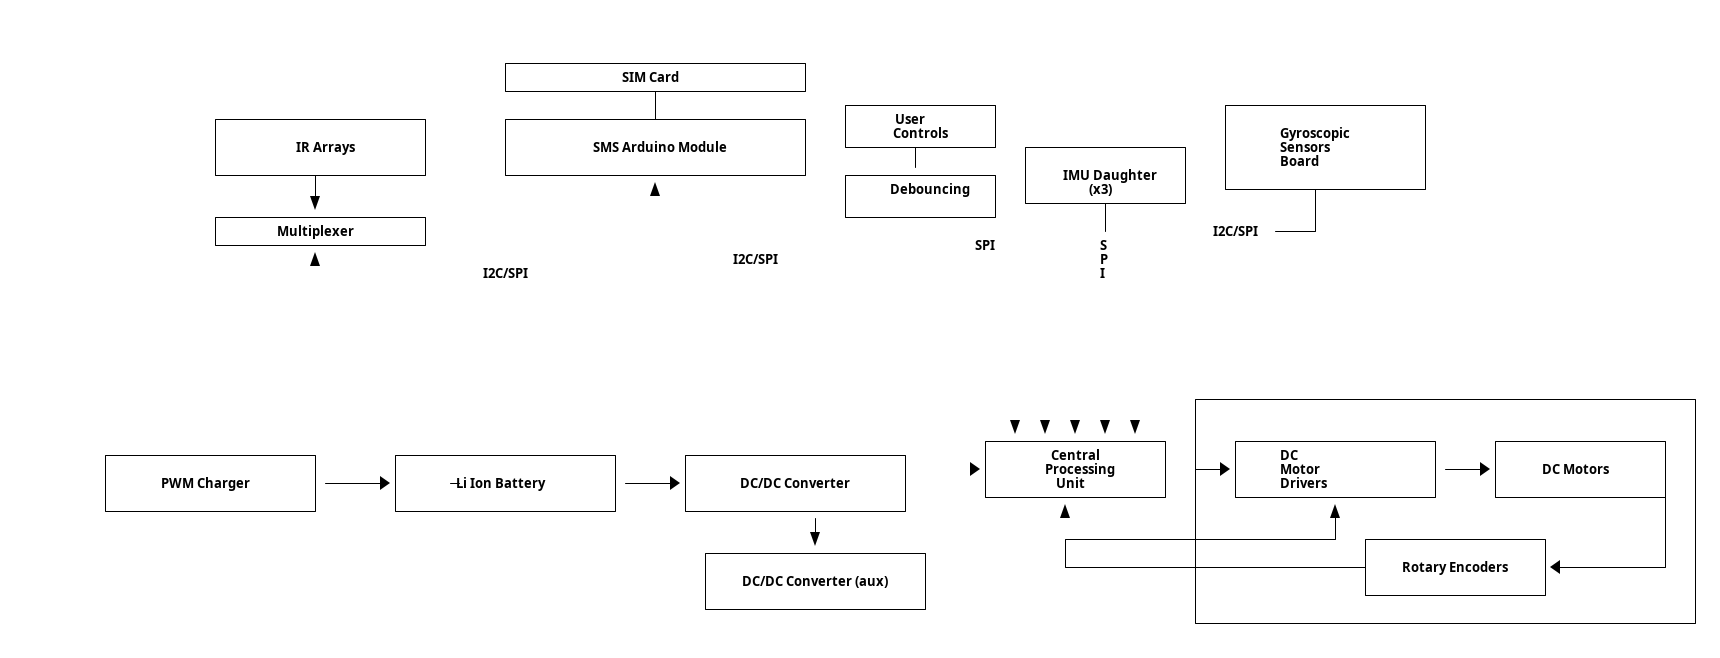 SIM Card
User
Controls
IR Arrays
SMS Arduino Module
Gyroscopic
Sensors
Board
IMU Daughter
(x3)
Debouncing
Multiplexer
I2C/SPI
I2C/SPI
SPI
S
P
I
I2C/SPI
PWM Charger
Li Ion Battery
DC/DC Converter
Central
Processing
Unit
DC
Motor
Drivers
DC Motors
DC/DC Converter (aux)
Rotary Encoders